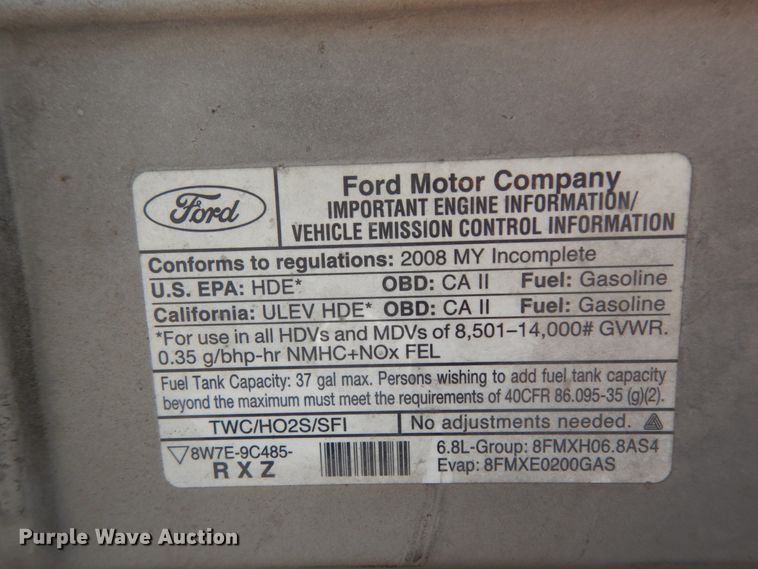 Ford
Ford Motor Company
IMPORTANT ENGINE INFORMATION/
VEHICLE EMISSION CONTROL INFORMATION
Conforms to regulations: 2008 MY Incomplete
U.S. EPA: HDE* OBD: CA II Fuel: Gasoline
California: ULEV HDE* OBD: CA II Fuel: Gasoline
*For use in all HDVs and MDVs of 8,501–14,000# GVWR.
0.35 g/bhp-hr NMHC+NOx FEL
Fuel Tank Capacity: 37 gal max. Persons wishing to add fuel tank capacity
beyond the maximum must meet the requirements of 40CFR 86.095-35 (g)(2).
TWC/HO2S/SFI No adjustments needed.
8W7E-9C485- 6.8L-Group: 8FMXH06.8AS4
R X Z Evap: 8FMXE0200GAS
Purple Wave Auction
Purple Wave Auction